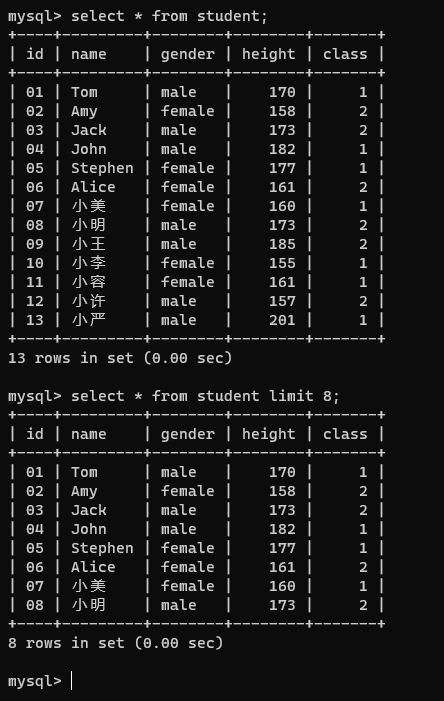 mysql> select * from student;
+----+---------+--------+--------+-------+
| id | name    | gender | height | class |
+----+---------+--------+--------+-------+
| 01 | Tom     | male   |    170 |     1 |
| 02 | Amy     | female |    158 |     2 |
| 03 | Jack    | male   |    173 |     2 |
| 04 | John    | male   |    182 |     1 |
| 05 | Stephen | female |    177 |     1 |
| 06 | Alice   | female |    161 |     2 |
| 07 | 小美    | female |    160 |     1 |
| 08 | 小明    | male   |    173 |     2 |
| 09 | 小王    | male   |    185 |     2 |
| 10 | 小李    | female |    155 |     1 |
| 11 | 小容    | female |    161 |     1 |
| 12 | 小许    | male   |    157 |     2 |
| 13 | 小严    | male   |    201 |     1 |
+----+---------+--------+--------+-------+
13 rows in set (0.00 sec)

mysql> select * from student limit 8;
+----+---------+--------+--------+-------+
| id | name    | gender | height | class |
+----+---------+--------+--------+-------+
| 01 | Tom     | male   |    170 |     1 |
| 02 | Amy     | female |    158 |     2 |
| 03 | Jack    | male   |    173 |     2 |
| 04 | John    | male   |    182 |     1 |
| 05 | Stephen | female |    177 |     1 |
| 06 | Alice   | female |    161 |     2 |
| 07 | 小美    | female |    160 |     1 |
| 08 | 小明    | male   |    173 |     2 |
+----+---------+--------+--------+-------+
8 rows in set (0.00 sec)

mysql>